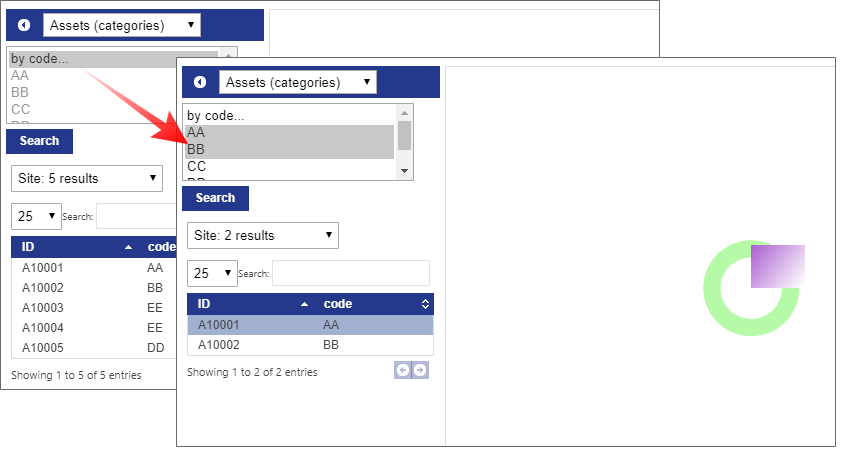 Assets (categories)
by code...
AA
BB
CC
Search
Site: 5 results
25 Search:
ID code
A10001 AA
A10002 BB
A10003 EE
A10004 EE
A10005 DD
Showing 1 to 5 of 5 entries
Assets (categories)
by code...
AA
BB
CC
Search
Site: 2 results
25 Search:
ID code
A10001 AA
A10002 BB
Showing 1 to 2 of 2 entries